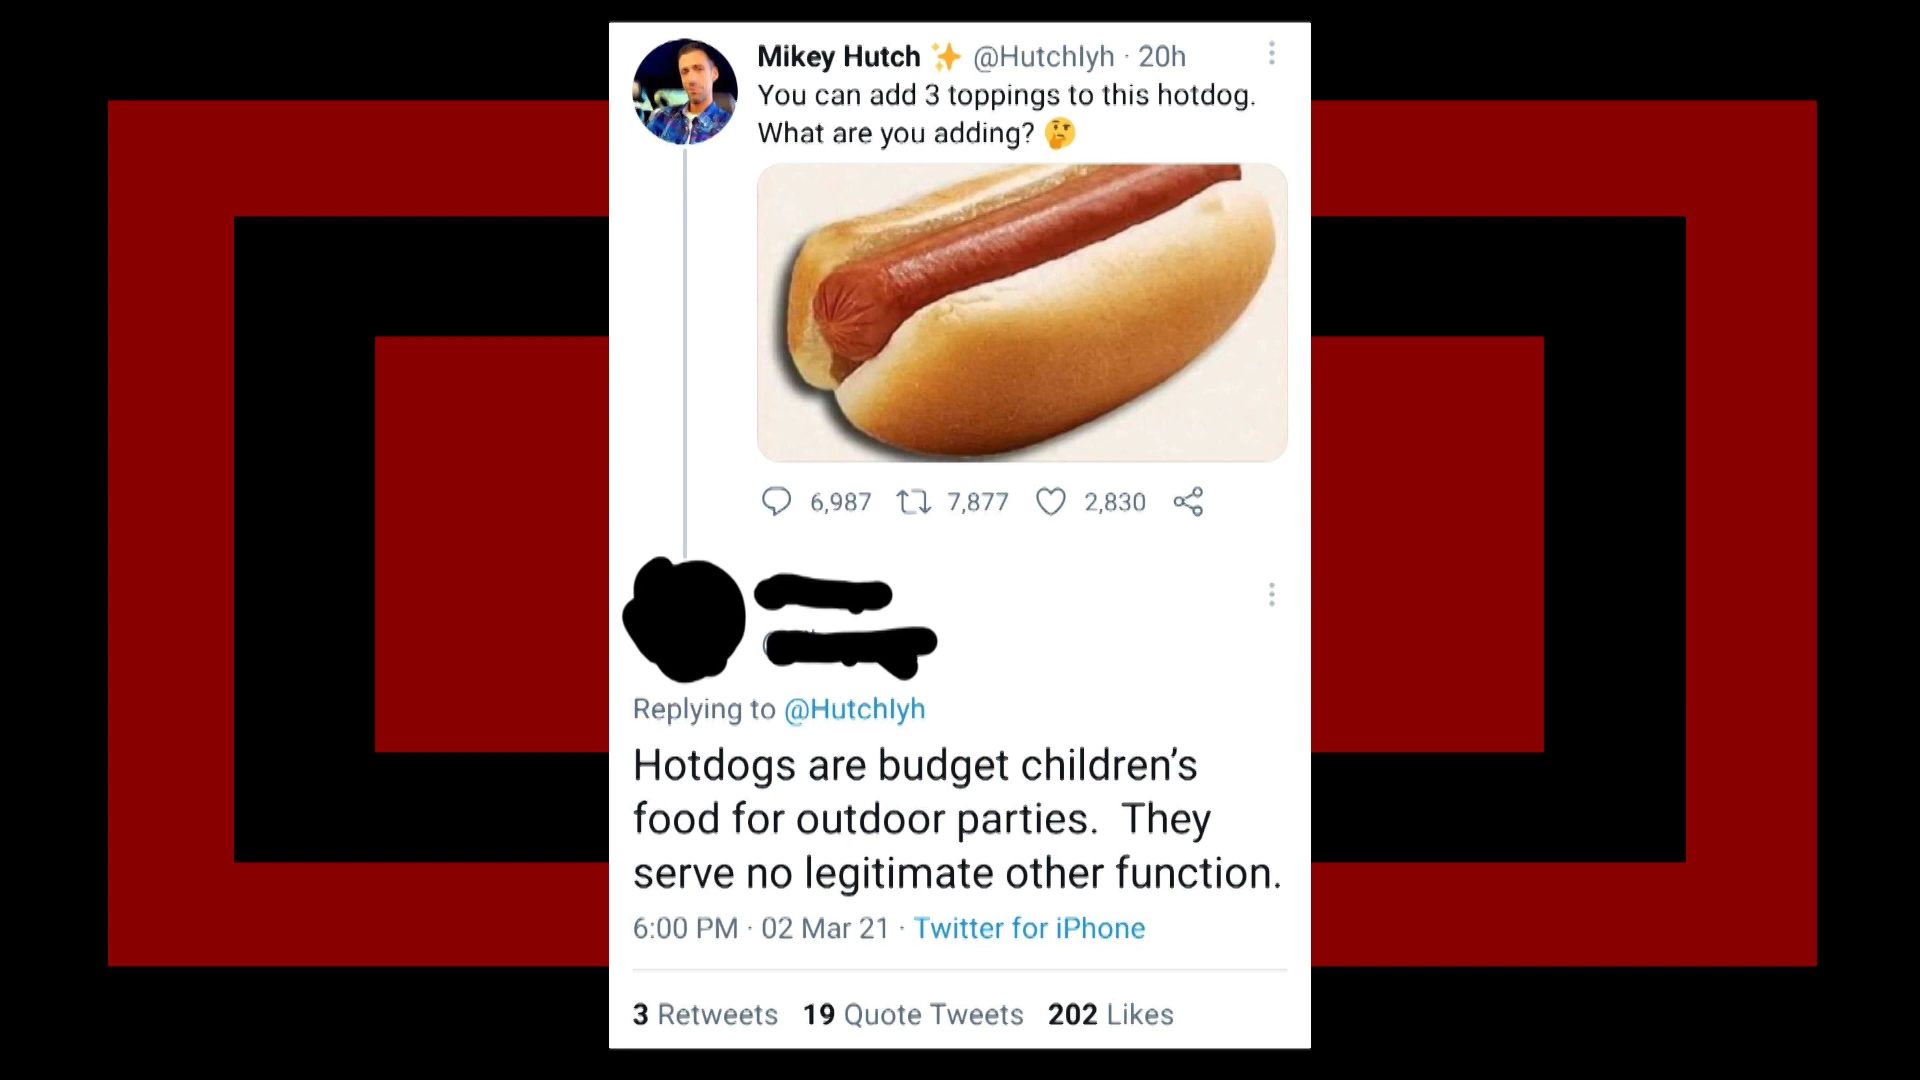 Mikey Hutch ✨ @Hutchlyh · 20h
You can add 3 toppings to this hotdog.
What are you adding? 🤔
6,987 7,877 2,830
Replying to @Hutchlyh
Hotdogs are budget children's
food for outdoor parties. They
serve no legitimate other function.
6:00 PM · 02 Mar 21 · Twitter for iPhone
3 Retweets 19 Quote Tweets 202 Likes